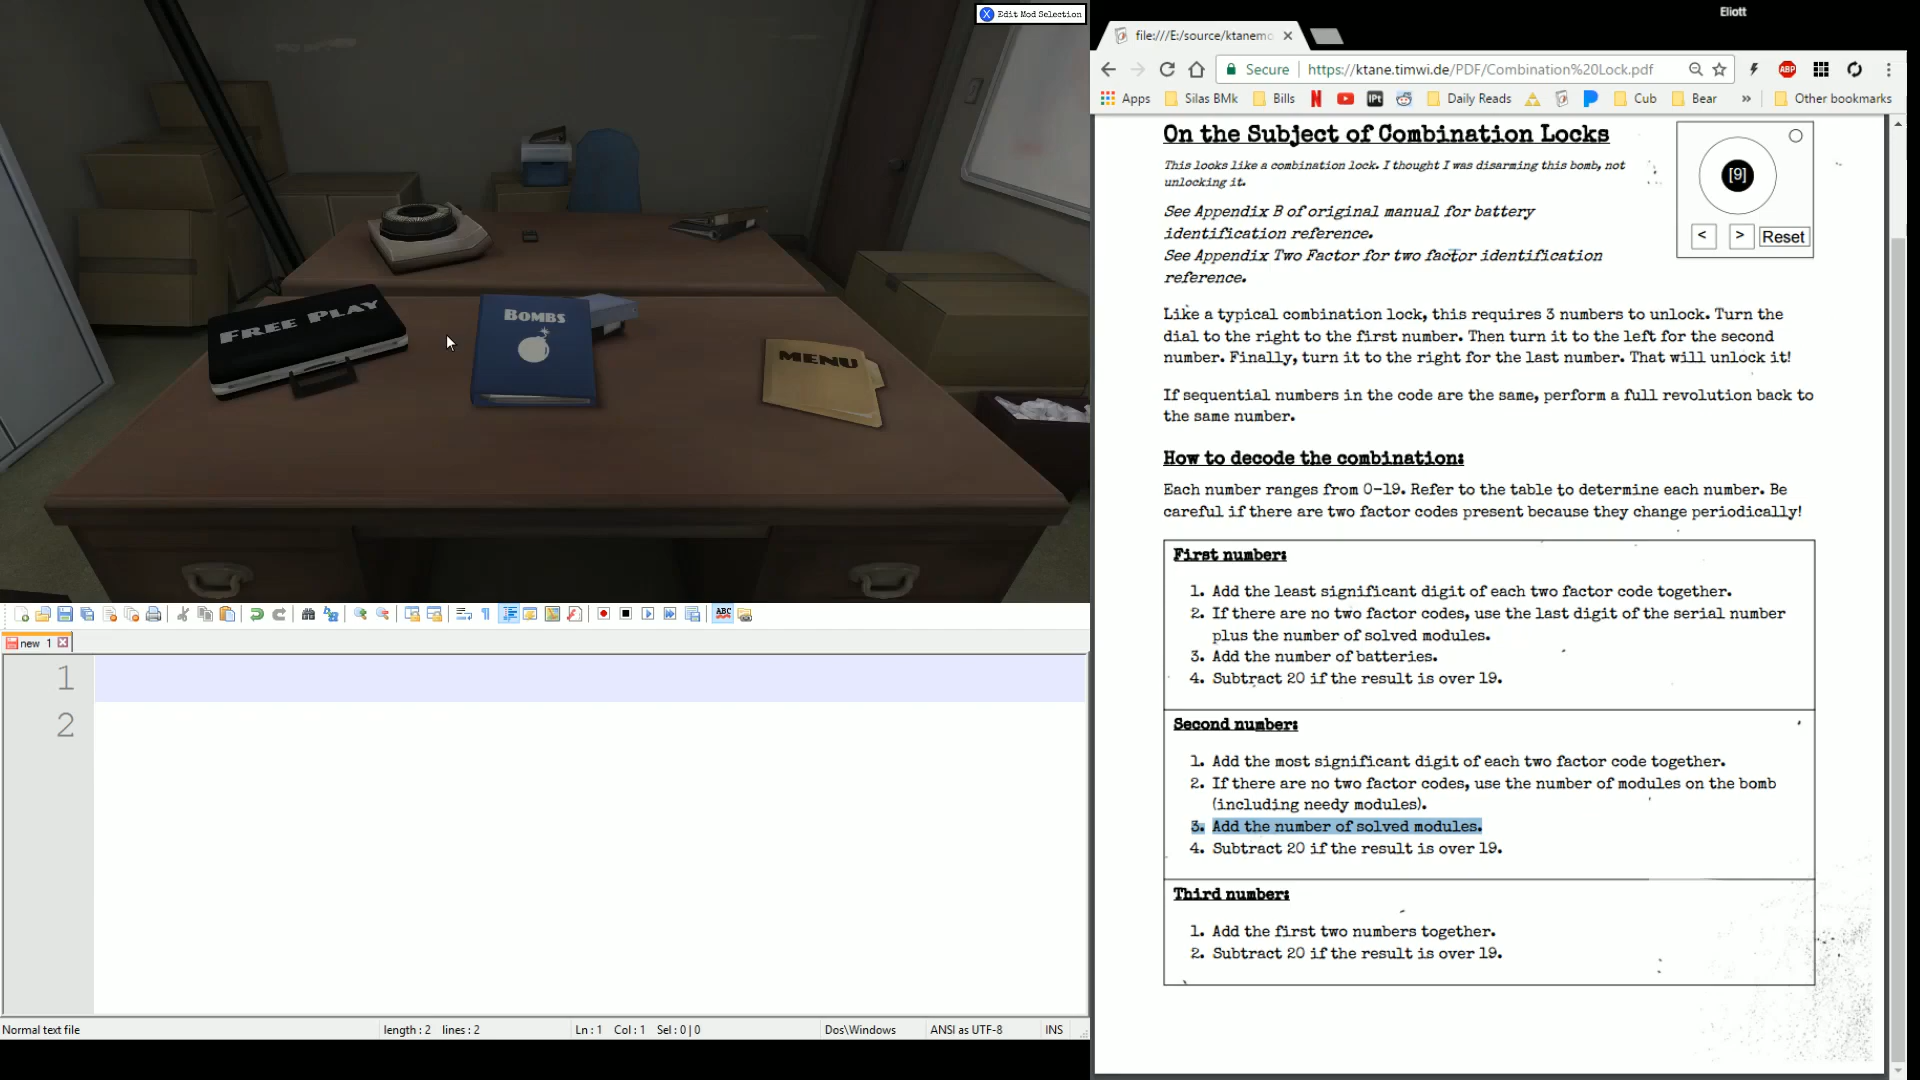 Edit Mod Selection
FREE PLAY
BOMBS
MENU
new 1
1
2
Normal text file
length : 2 lines : 2
Ln : 1 Col : 1 Sel : 0 | 0
Dos\Windows
ANSI as UTF-8
INS
Eliott
file:///E:/source/ktanemo
Secure
https://ktane.timwi.de/PDF/Combination%20Lock.pdf
ABP
Apps
Silas BMk
Bills
IPt
Daily Reads
Cub
Bear
Other bookmarks
On the Subject of Combination Locks
This looks like a combination lock. I thought I was disarming this bomb, not
unlocking it.
See Appendix B of original manual for battery
identification reference.
See Appendix Two Factor for two factor identification
reference.
[9]
< > Reset
Like a typical combination lock, this requires 3 numbers to unlock. Turn the
dial to the right to the first number. Then turn it to the left for the second
number. Finally, turn it to the right for the last number. That will unlock it!
If sequential numbers in the code are the same, perform a full revolution back to
the same number.
How to decode the combination:
Each number ranges from 0-19. Refer to the table to determine each number. Be
careful if there are two factor codes present because they change periodically!
First number:
1. Add the least significant digit of each two factor code together.
2. If there are no two factor codes, use the last digit of the serial number
plus the number of solved modules.
3. Add the number of batteries.
4. Subtract 20 if the result is over 19.
Second number:
1. Add the most significant digit of each two factor code together.
2. If there are no two factor codes, use the number of modules on the bomb
(including needy modules).
3. Add the number of solved modules.
4. Subtract 20 if the result is over 19.
Third number:
1. Add the first two numbers together.
2. Subtract 20 if the result is over 19.